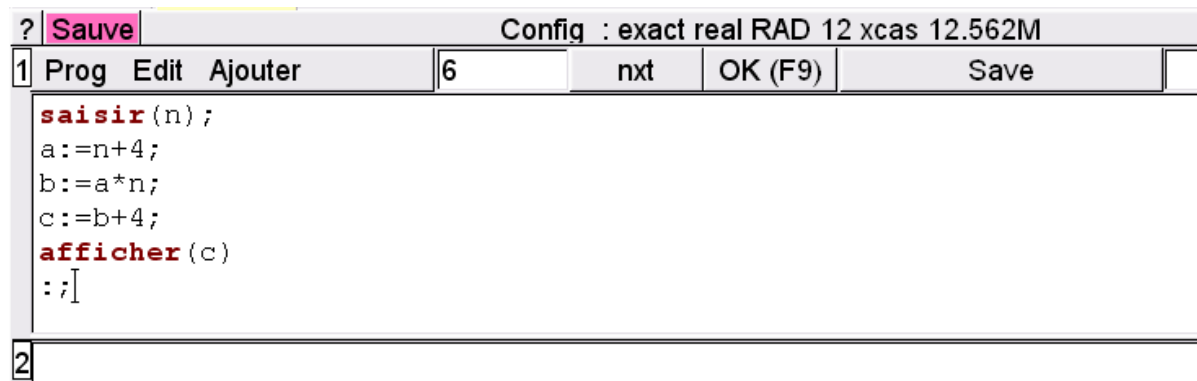 ? Sauve Config : exact real RAD 12 xcas 12.562M
1 Prog Edit Ajouter 6 nxt OK (F9) Save
saisir(n);
a:=n+4;
b:=a*n;
c:=b+4;
afficher(c)
:;
2